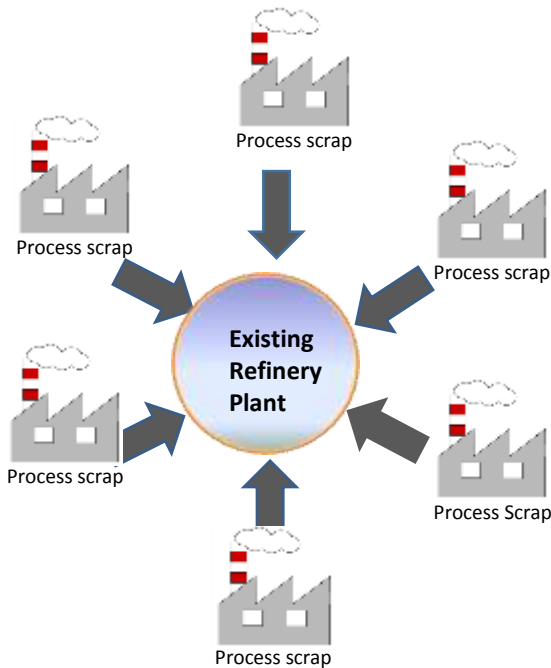 Process scrap
Process scrap
Process scrap
Existing
Refinery
Plant
Process scrap
Process Scrap
Process scrap